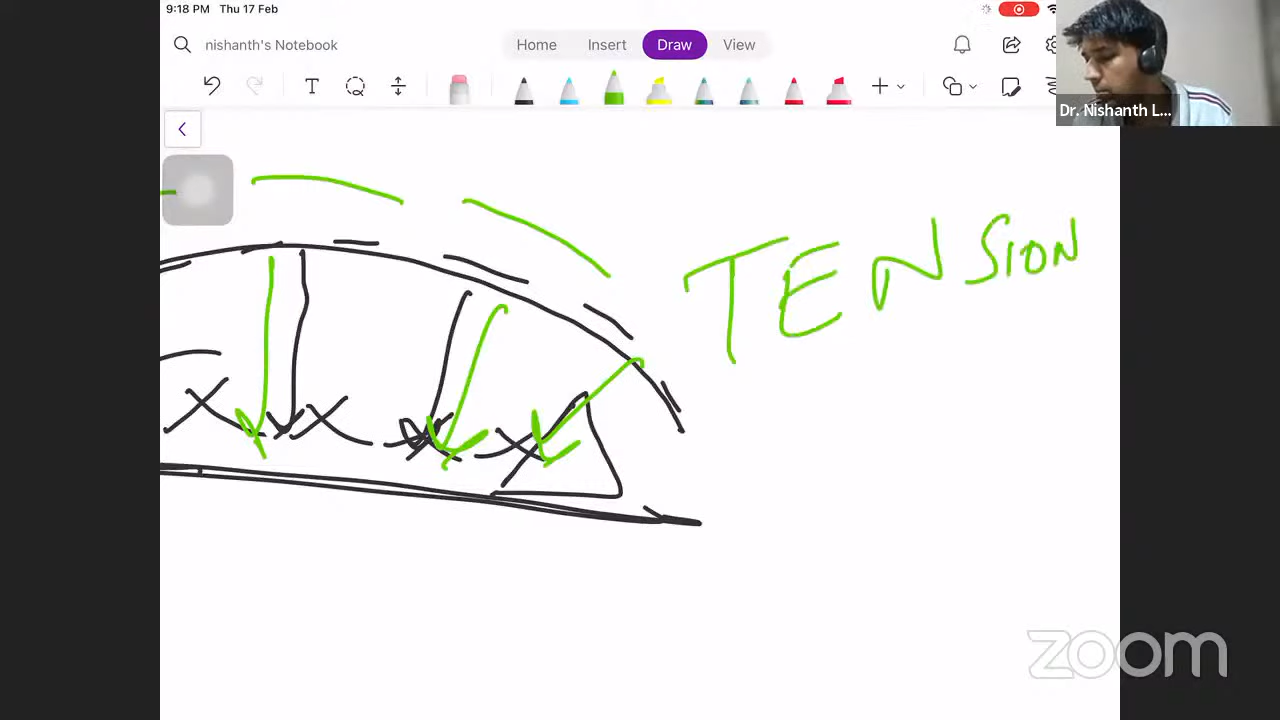 9:18 PM Thu 17 Feb
nishanth's Notebook
Home Insert Draw View
T
Dr. Nishanth L...
TENSION
zoom